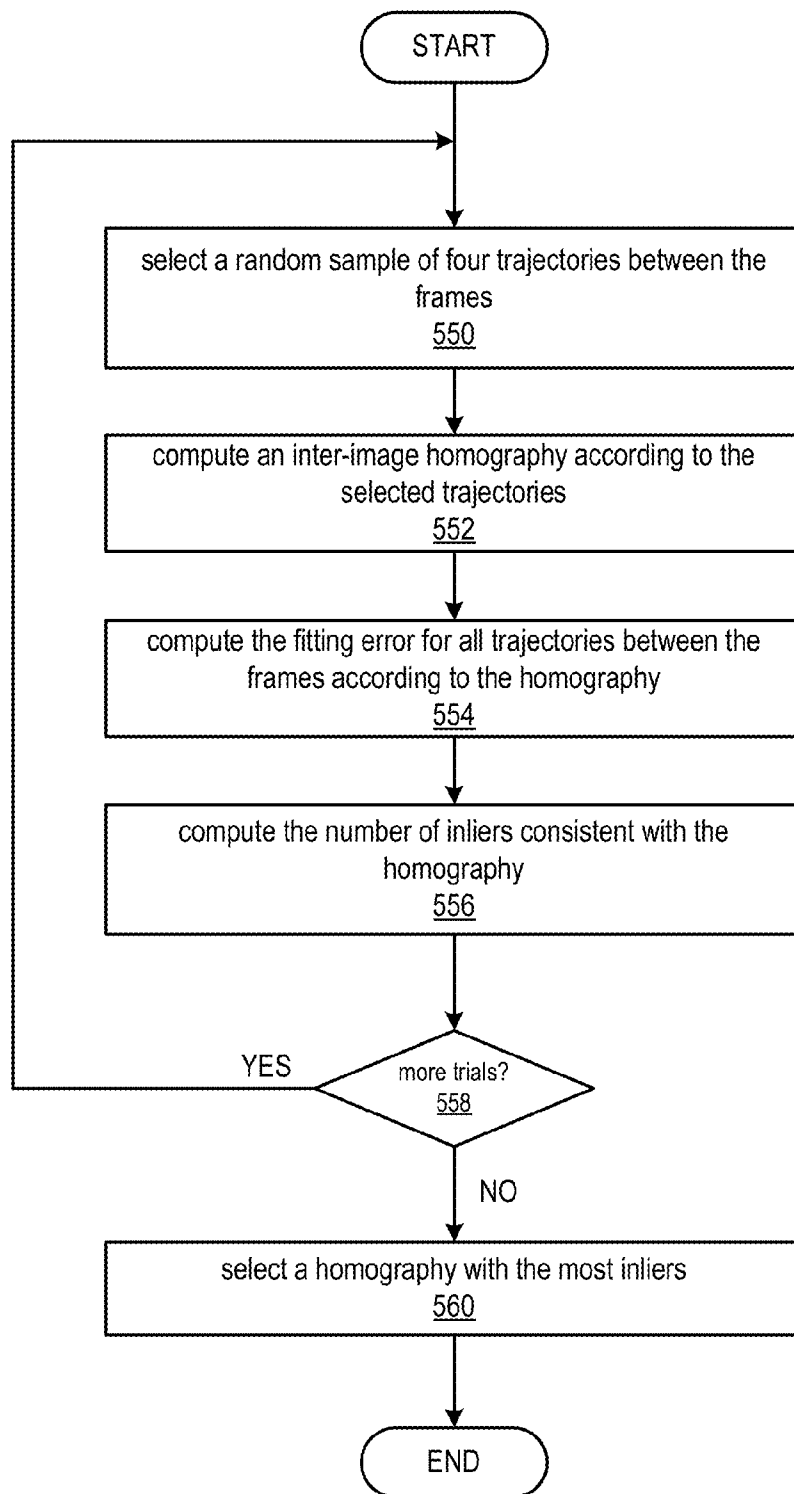 START
select a random sample of four trajectories between the
frames
550
compute an inter-image homography according to the
selected trajectories
552
compute the fitting error for all trajectories between the
frames according to the homography
554
compute the number of inliers consistent with the
homography
556
YES
more trials?
558
NO
select a homography with the most inliers
560
END